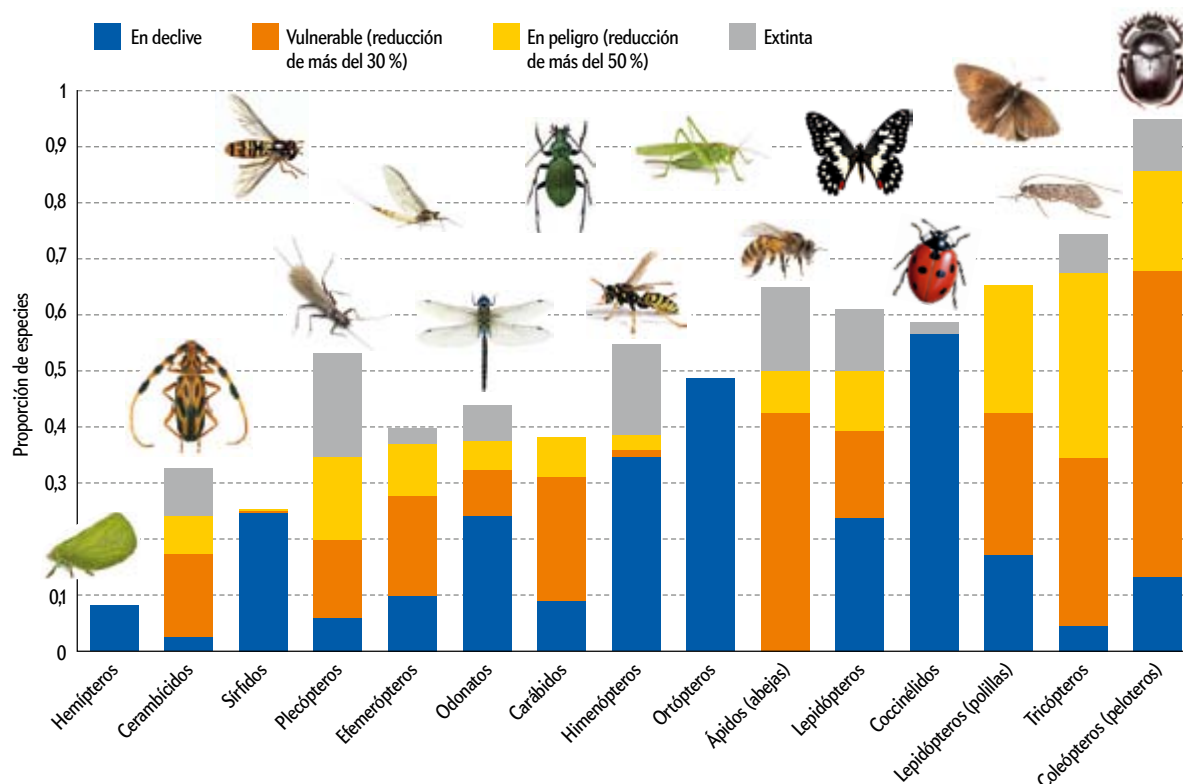 En declive
Vulnerable (reducción
de más del 30 %)
En peligro (reducción
de más del 50 %)
Extinta
Proporción de especies
1
0,9
0,8
0,7
0,6
0,5
0,4
0,3
0,1
0
Hemípteros
Cerambícidos
Sírfidos
Plecópteros
Efemerópteros
Odonatos
Carábidos
Himenópteros
Ortópteros
Ápidos (abejas)
Lepidópteros
Coccinélidos
Lepidópteros (polillas)
Tricópteros
Coleópteros (peloteros)